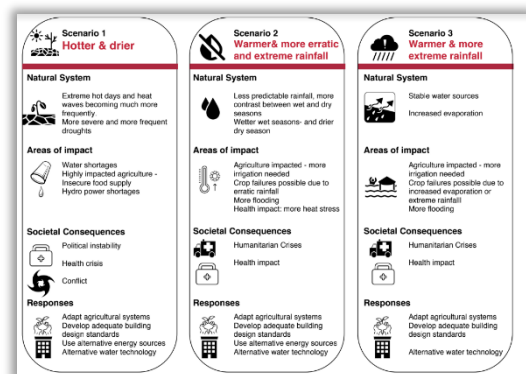 Scenario 1
Hotter & drier
Natural System
Extreme hot days and heat
waves becoming much more
frequently
More severe and more frequent
droughts
Areas of impact
Water shortages
Highly impacted agriculture -
Insecure food supply
Hydro power shortages
Societal Consequences
Political instability
Health crisis
Conflict
Responses
Adapt agricultural systems
Develop adequate building
design standards
Use alternative energy sources
Alternative water technology
Scenario 2
Warmer& more erratic
and extreme rainfall
Natural System
Less predictable rainfall, more
contrast between wet and dry
seasons
Wetter wet seasons- and drier
dry season
Areas of impact
Agriculture impacted - more
irrigation needed
Crop failures possible due to
erratic rainfall
More flooding
Health impact: more heat stress
Societal Consequences
Humanitarian Crises
Health impact
Responses
Adapt agricultural systems
Develop adequate building
design standards
Use alternative energy sources
Alternative water technology
Scenario 3
Warmer & more
extreme rainfall
Natural System
Stable water sources
Increased evaporation
Areas of impact
Agriculture impacted - more
irrigation needed
Crop failures possible due to
increased evaporation or
extreme rainfall
More flooding
Societal Consequences
Humanitarian Crises
Health impact
Responses
Adapt agricultural systems
Develop adequate building
design standards
Alternative water technology